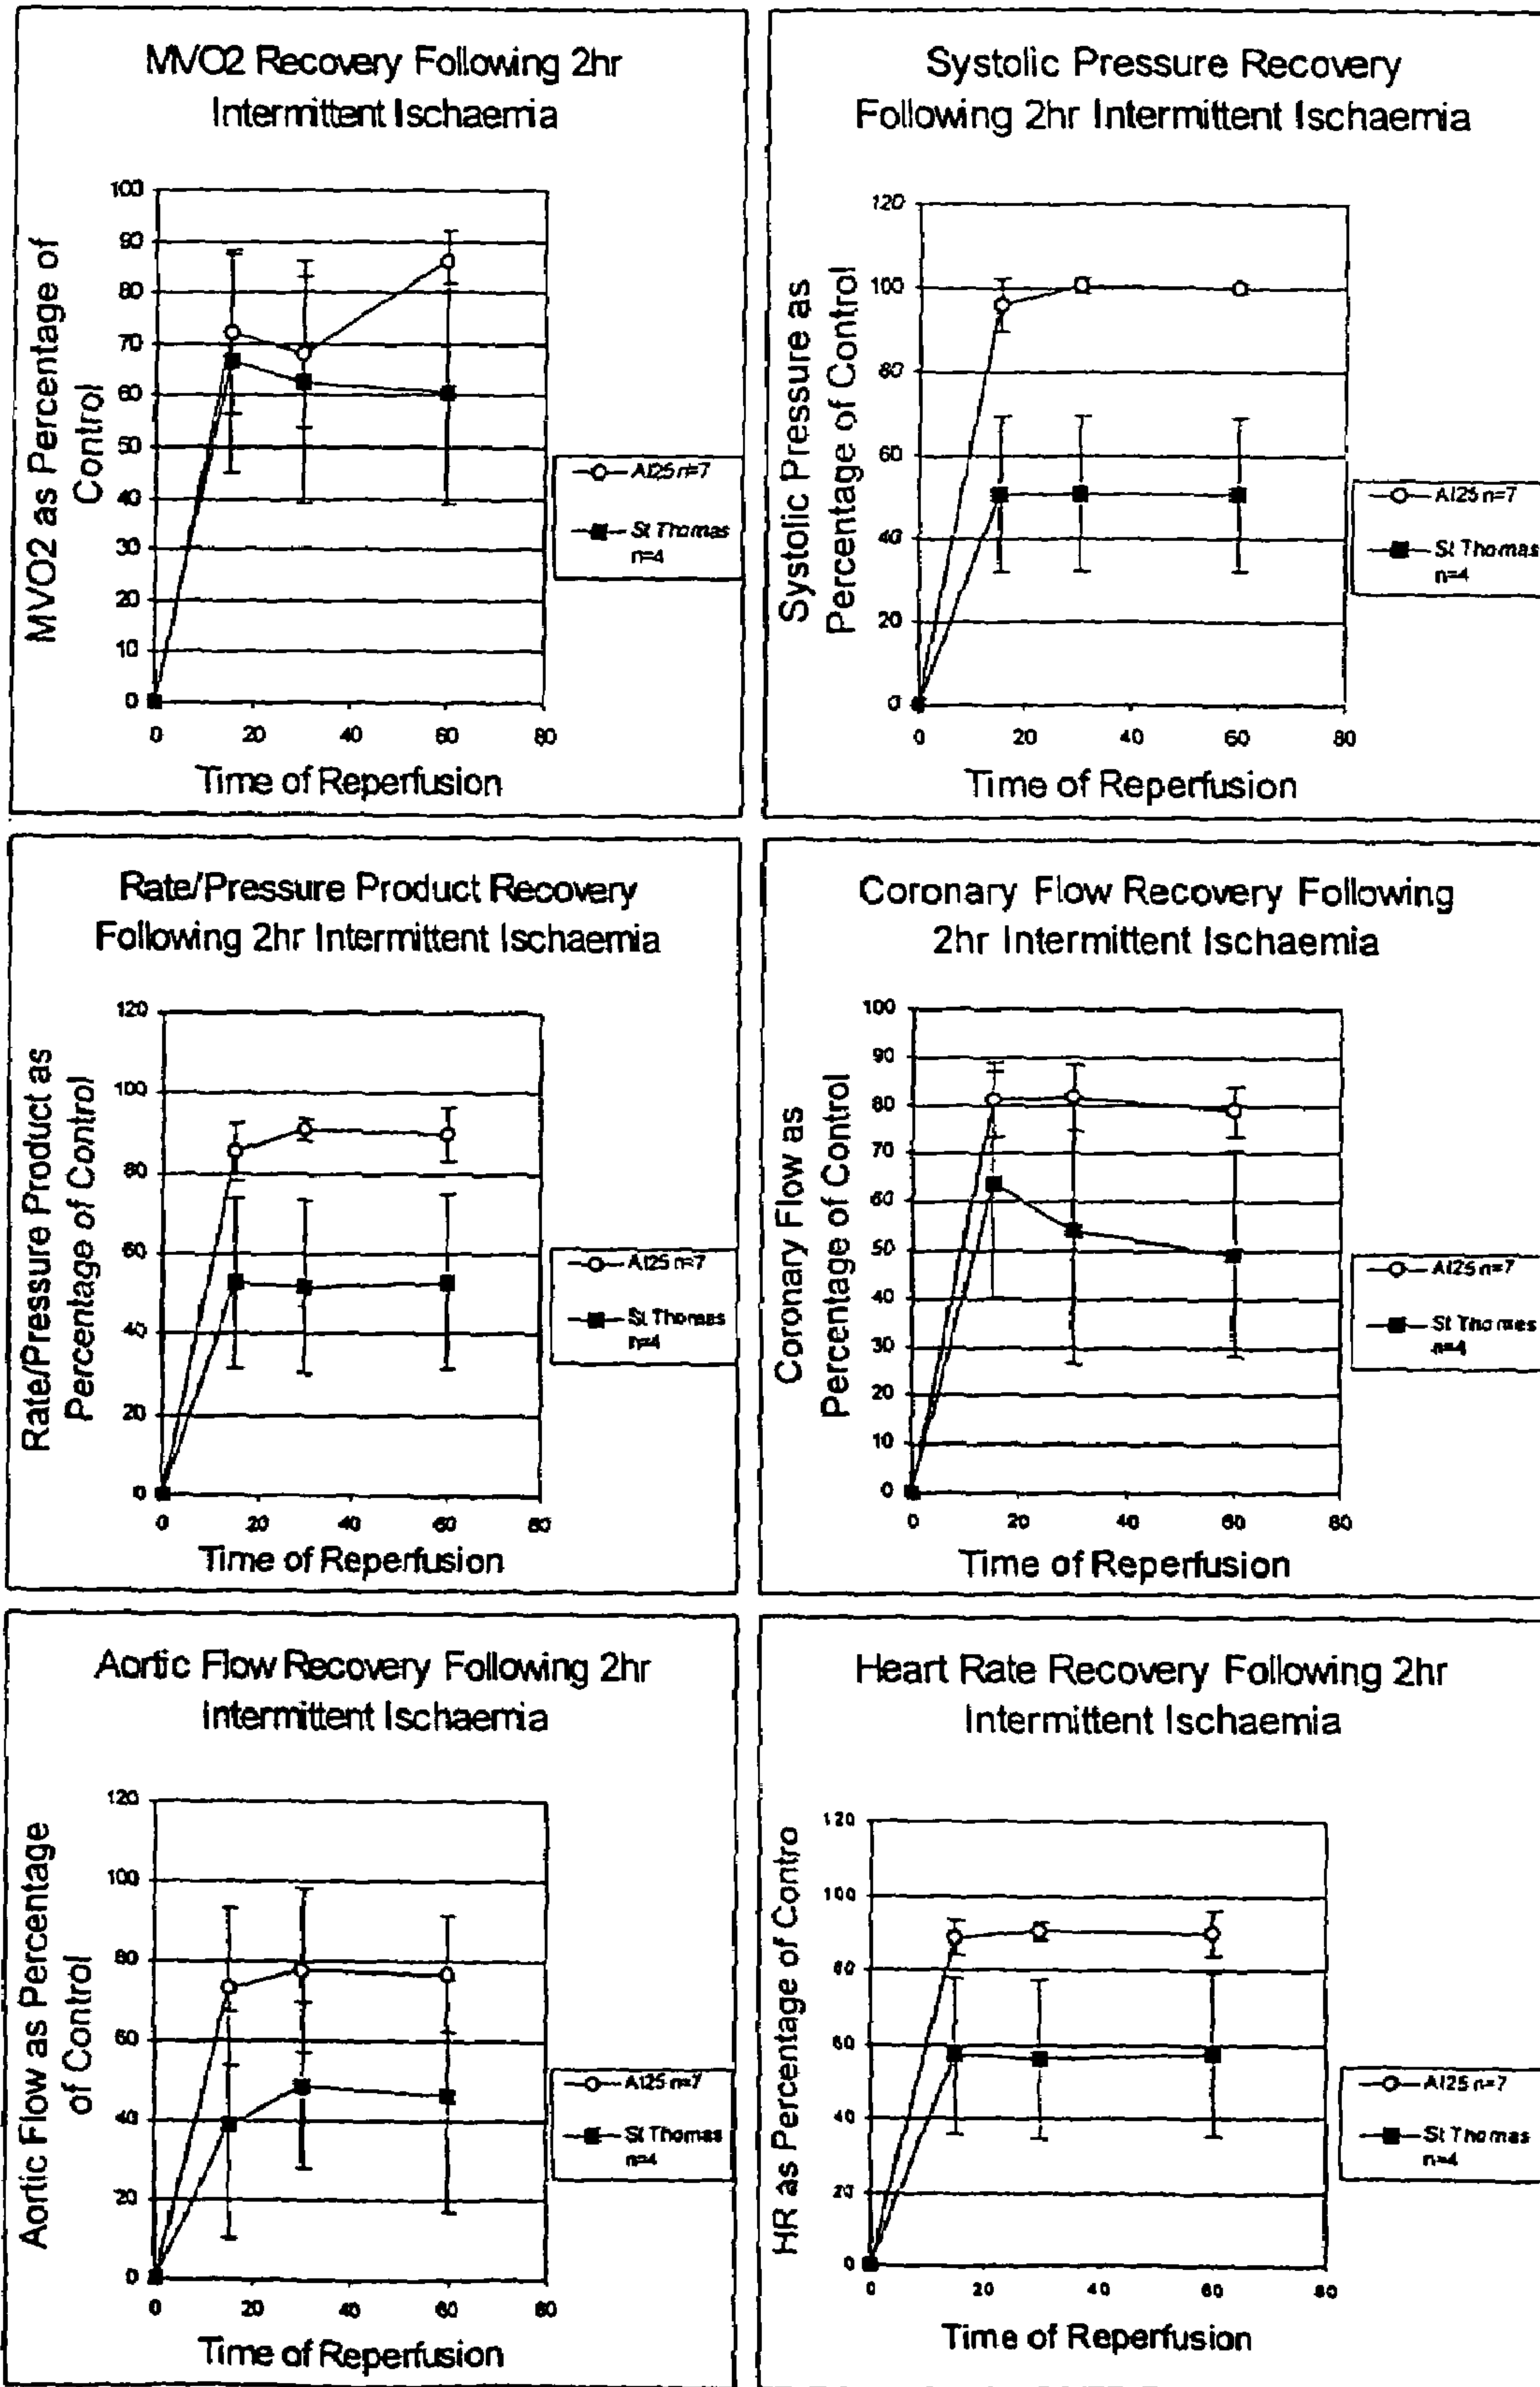 MVO2 Recovery Following 2hr
Intermittent Ischaemia
MVO2 as Percentage of
Control
100
90
80
70
60
50
40
30
20
10
0
0 20 40 60 80
Time of Reperfusion
Al25 n=7
St Thomas
n=4
Systolic Pressure Recovery
Following 2hr Intermittent Ischaemia
Systolic Pressure as
Percentage of Control
120
100
80
60
40
20
0
0 20 40 60 80
Time of Reperfusion
Al25 n=7
St Thomas
n=4
Rate/Pressure Product Recovery
Following 2hr Intermittent Ischaemia
Rate/Pressure Product as
Percentage of Control
120
100
80
60
40
20
0
0 20 40 60 80
Time of Reperfusion
Al25 n=7
St Thomas
n=4
Coronary Flow Recovery Following
2hr Intermittent Ischaemia
Coronary Flow as
Percentage of Control
100
90
80
70
60
50
40
30
20
10
0
0 20 40 60 80
Time of Reperfusion
Al25 n=7
St Thomas
n=4
Aortic Flow Recovery Following 2hr
Intermittent Ischaemia
Aortic Flow as Percentage
of Control
120
100
80
60
40
20
0
0 20 40 60 80
Time of Reperfusion
Al25 n=7
St Thomas
n=4
Heart Rate Recovery Following 2hr
Intermittent Ischaemia
HR as Percentage of Contro
120
100
80
60
40
20
0
0 20 40 60 80
Time of Reperfusion
Al25 n=7
St Thomas
n=4